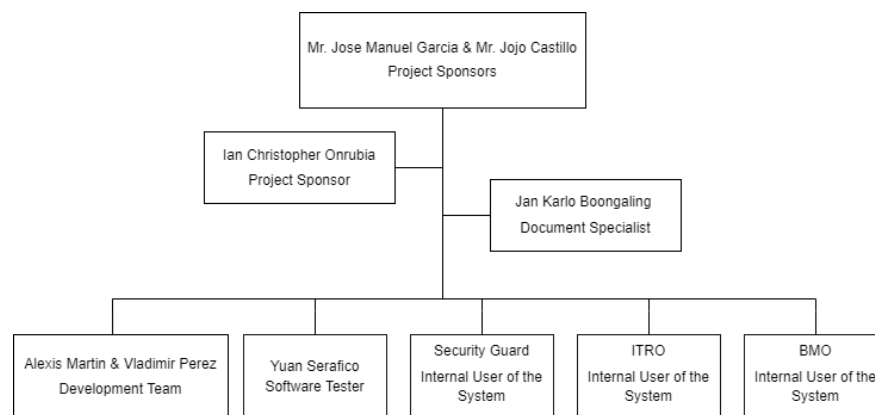 Mr. Jose Manuel Garcia & Mr. Jojo Castillo
Project Sponsors
Ian Christopher Onrubia
Project Sponsor
Jan Karlo Boongaling
Document Specialist
Alexis Martin & Vladimir Perez
Development Team
Yuan Serafico
Software Tester
Security Guard
Internal User of the
System
ITRO
Internal User of the
System
BMO
Internal User of the
System